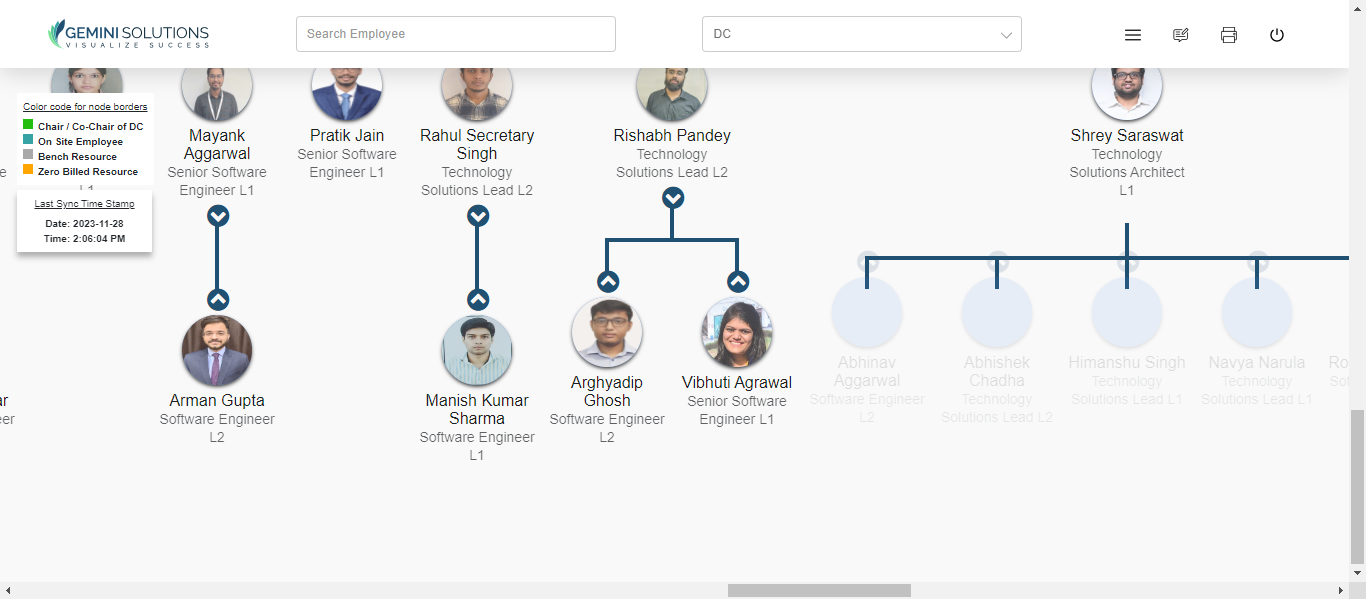 GEMINI SOLUTIONS
VISUALIZE SUCCESS
Search Employee
DC
Color code for node borders
Chair / Co-Chair of DC
On Site Employee
Bench Resource
Zero Billed Resource
L1
Last Sync Time Stamp
Date: 2023-11-28
Time: 2:06:04 PM
Mayank
Aggarwal
Senior Software
Engineer L1
Pratik Jain
Senior Software
Engineer L1
Rahul Secretary
Singh
Technology
Solutions Lead L2
Rishabh Pandey
Technology
Solutions Lead L2
Shrey Saraswat
Technology
Solutions Architect
L1
Arman Gupta
Software Engineer
L2
Manish Kumar
Sharma
Software Engineer
L1
Arghyadip
Ghosh
Software Engineer
L2
Vibhuti Agrawal
Senior Software
Engineer L1
Abhinav
Aggarwal
Software Engineer
L2
Abhishek
Chadha
Technology
Solutions Lead L2
Himanshu Singh
Technology
Solutions Lead L1
Navya Narula
Technology
Solutions Lead L1